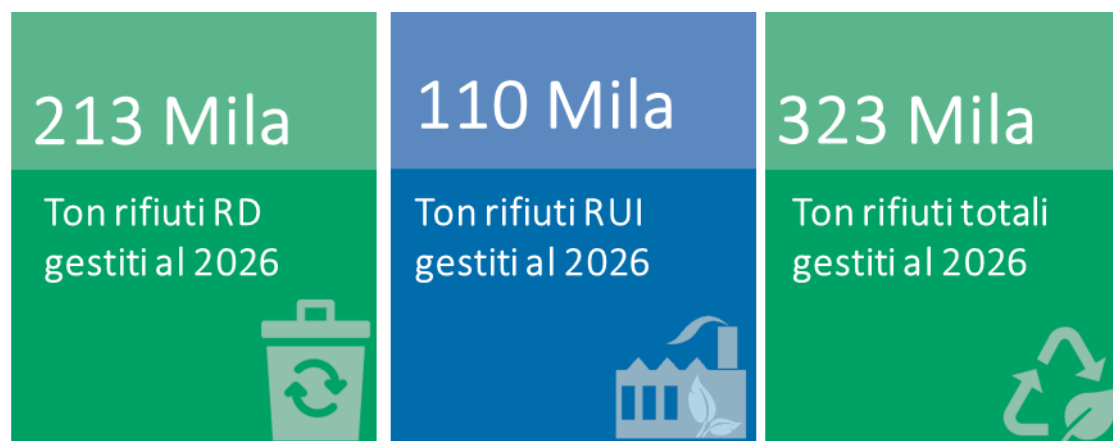 213 Mila
Ton rifiuti RD
gestiti al 2026
110 Mila
Ton rifiuti RUI
gestiti al 2026
323 Mila
Ton rifiuti totali
gestiti al 2026